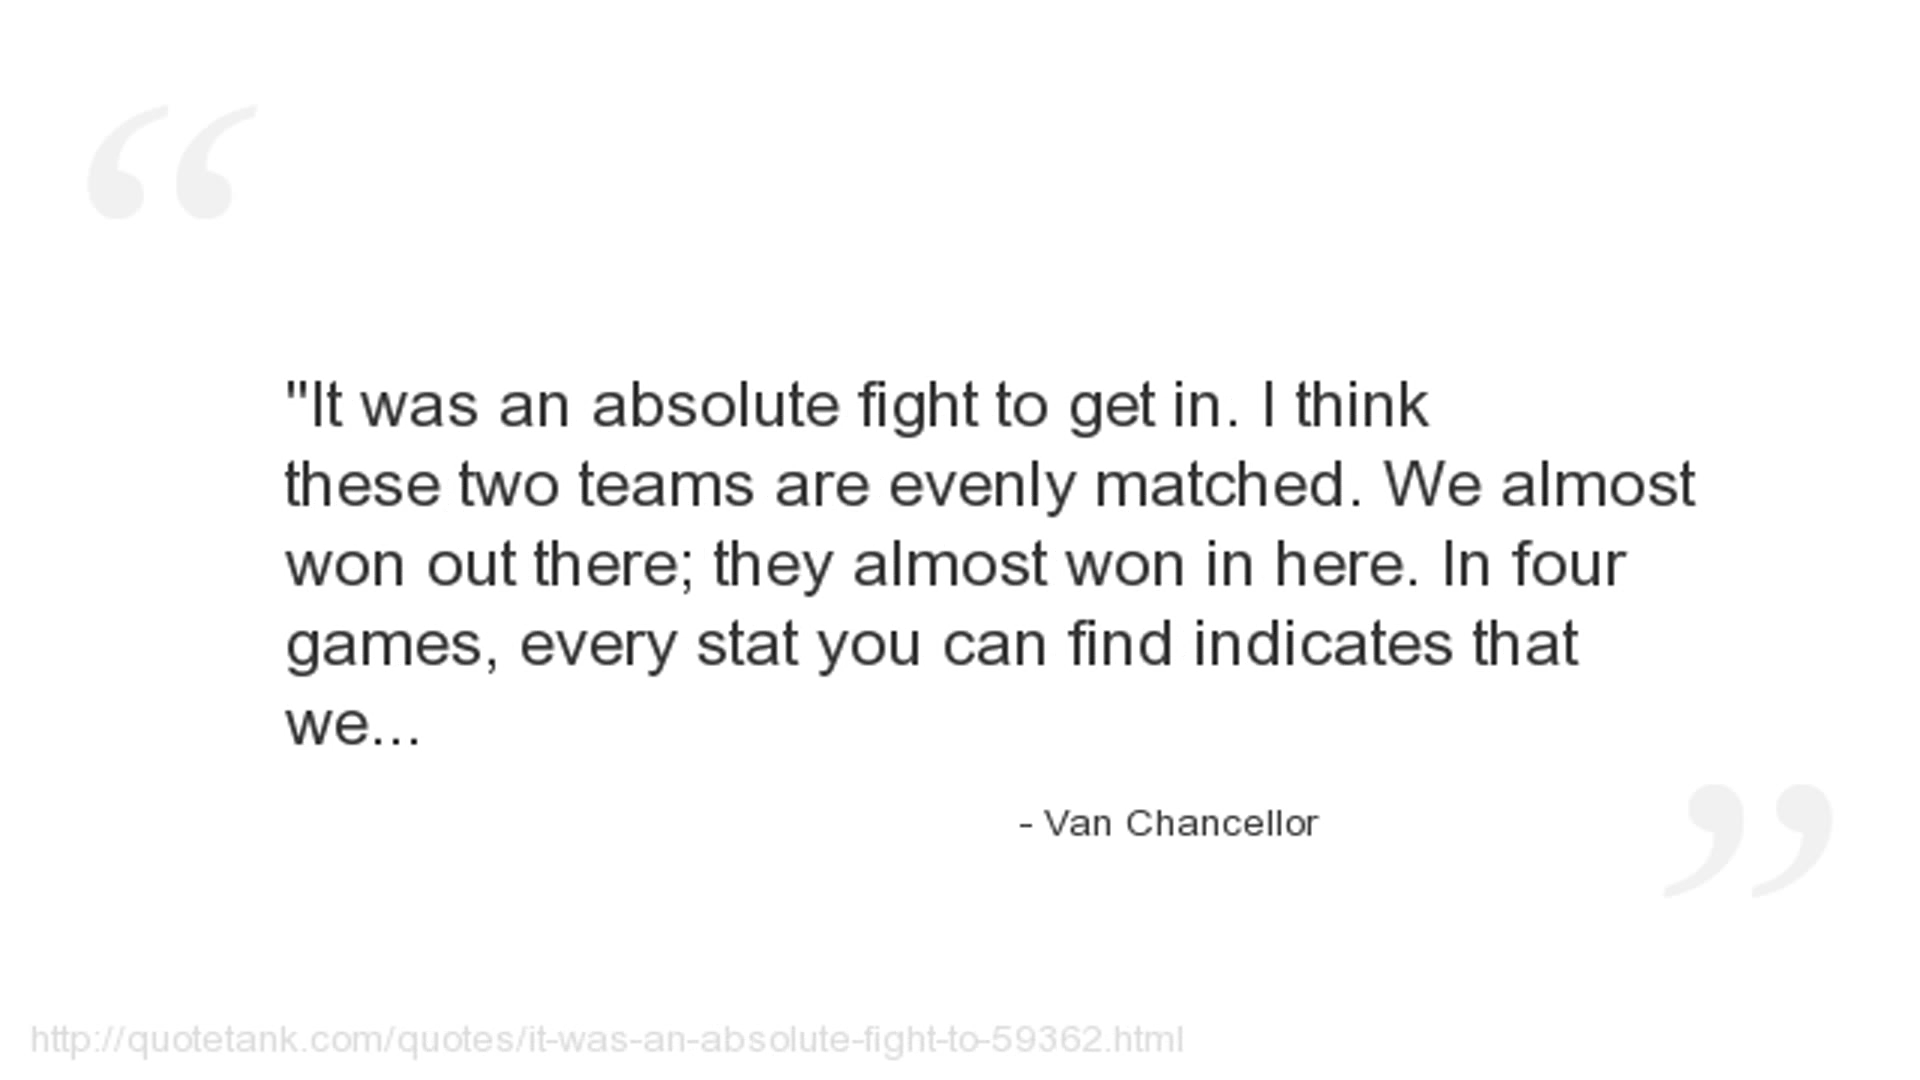 "It was an absolute fight to get in. I think
these two teams are evenly matched. We almost
won out there; they almost won in here. In four
games, every stat you can find indicates that
we...
- Van Chancellor
http://quotetank.com/quotes/it-was-an-absolute-fight-to-59362.html